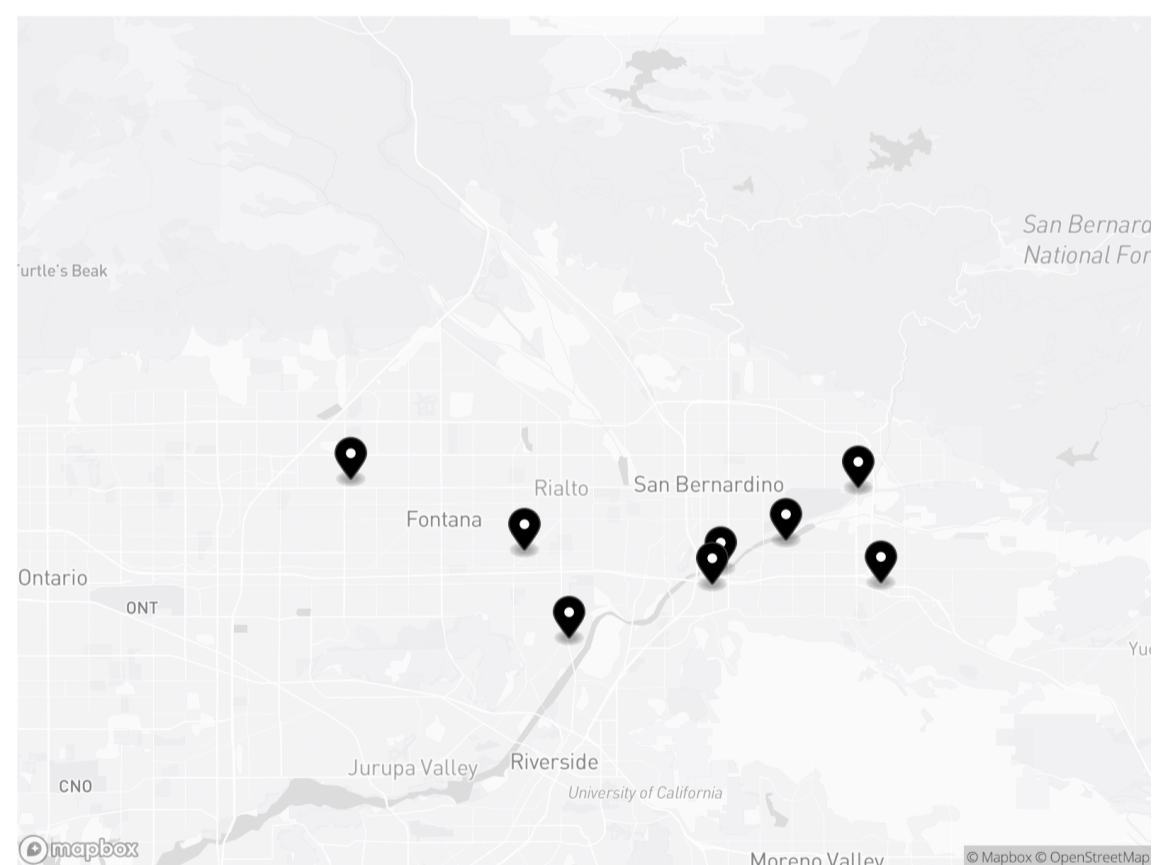 San Bernard
National For
urtle's Beak
Rialto
San Bernardino
Fontana
Ontario
ONT
Yu
Jurupa Valley
Riverside
CNO
University of California
Moreno Valley
mapbox
© Mapbox © OpenStreetMap